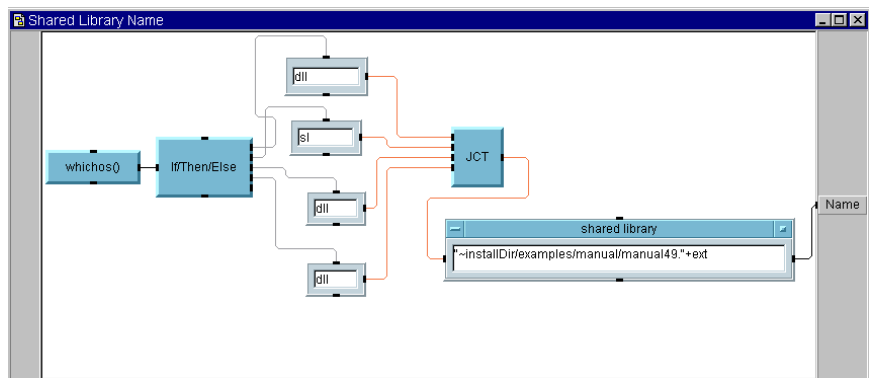 Shared Library Name
dll
sl
whichos()
If/Then/Else
JCT
dll
Name
shared library
"~installDir/examples/manual/manual49."+ext
dll